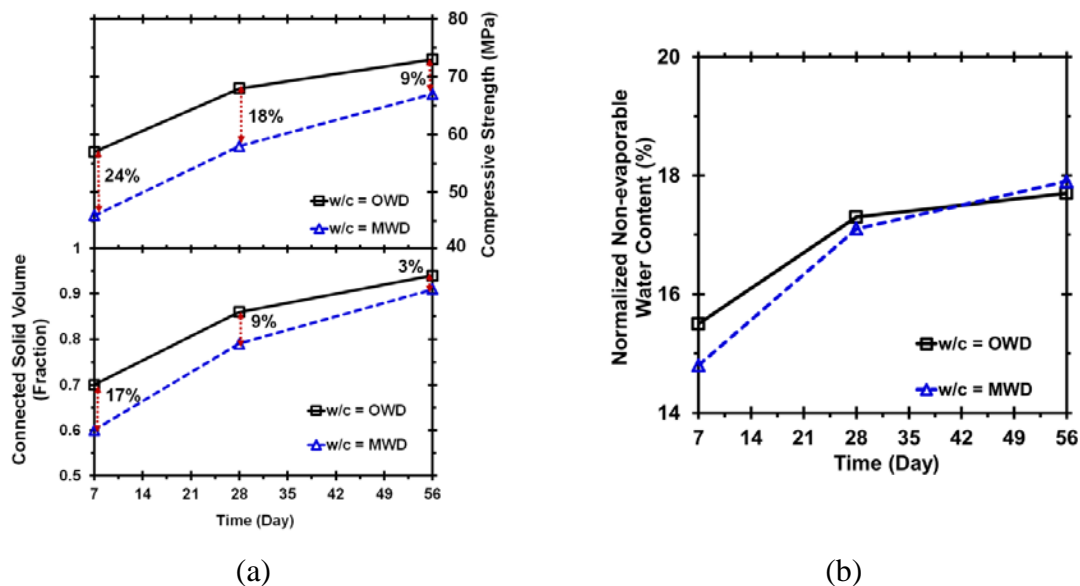 80
70
60
50
40
Compressive Strength (MPa)
24%
18%
9%
w/c = OWD
w/c = MWD
1
0.9
0.8
0.7
0.6
0.5
Connected Solid Volume
(Fraction)
17%
9%
3%
w/c = OWD
w/c = MWD
7 14 21 28 35 42 49 56
Time (Day)
(a)
20
18
16
14
Normalized Non-evaporable
Water Content (%)
w/c = OWD
w/c = MWD
7 14 21 28 35 42 49 56
Time (Day)
(b)